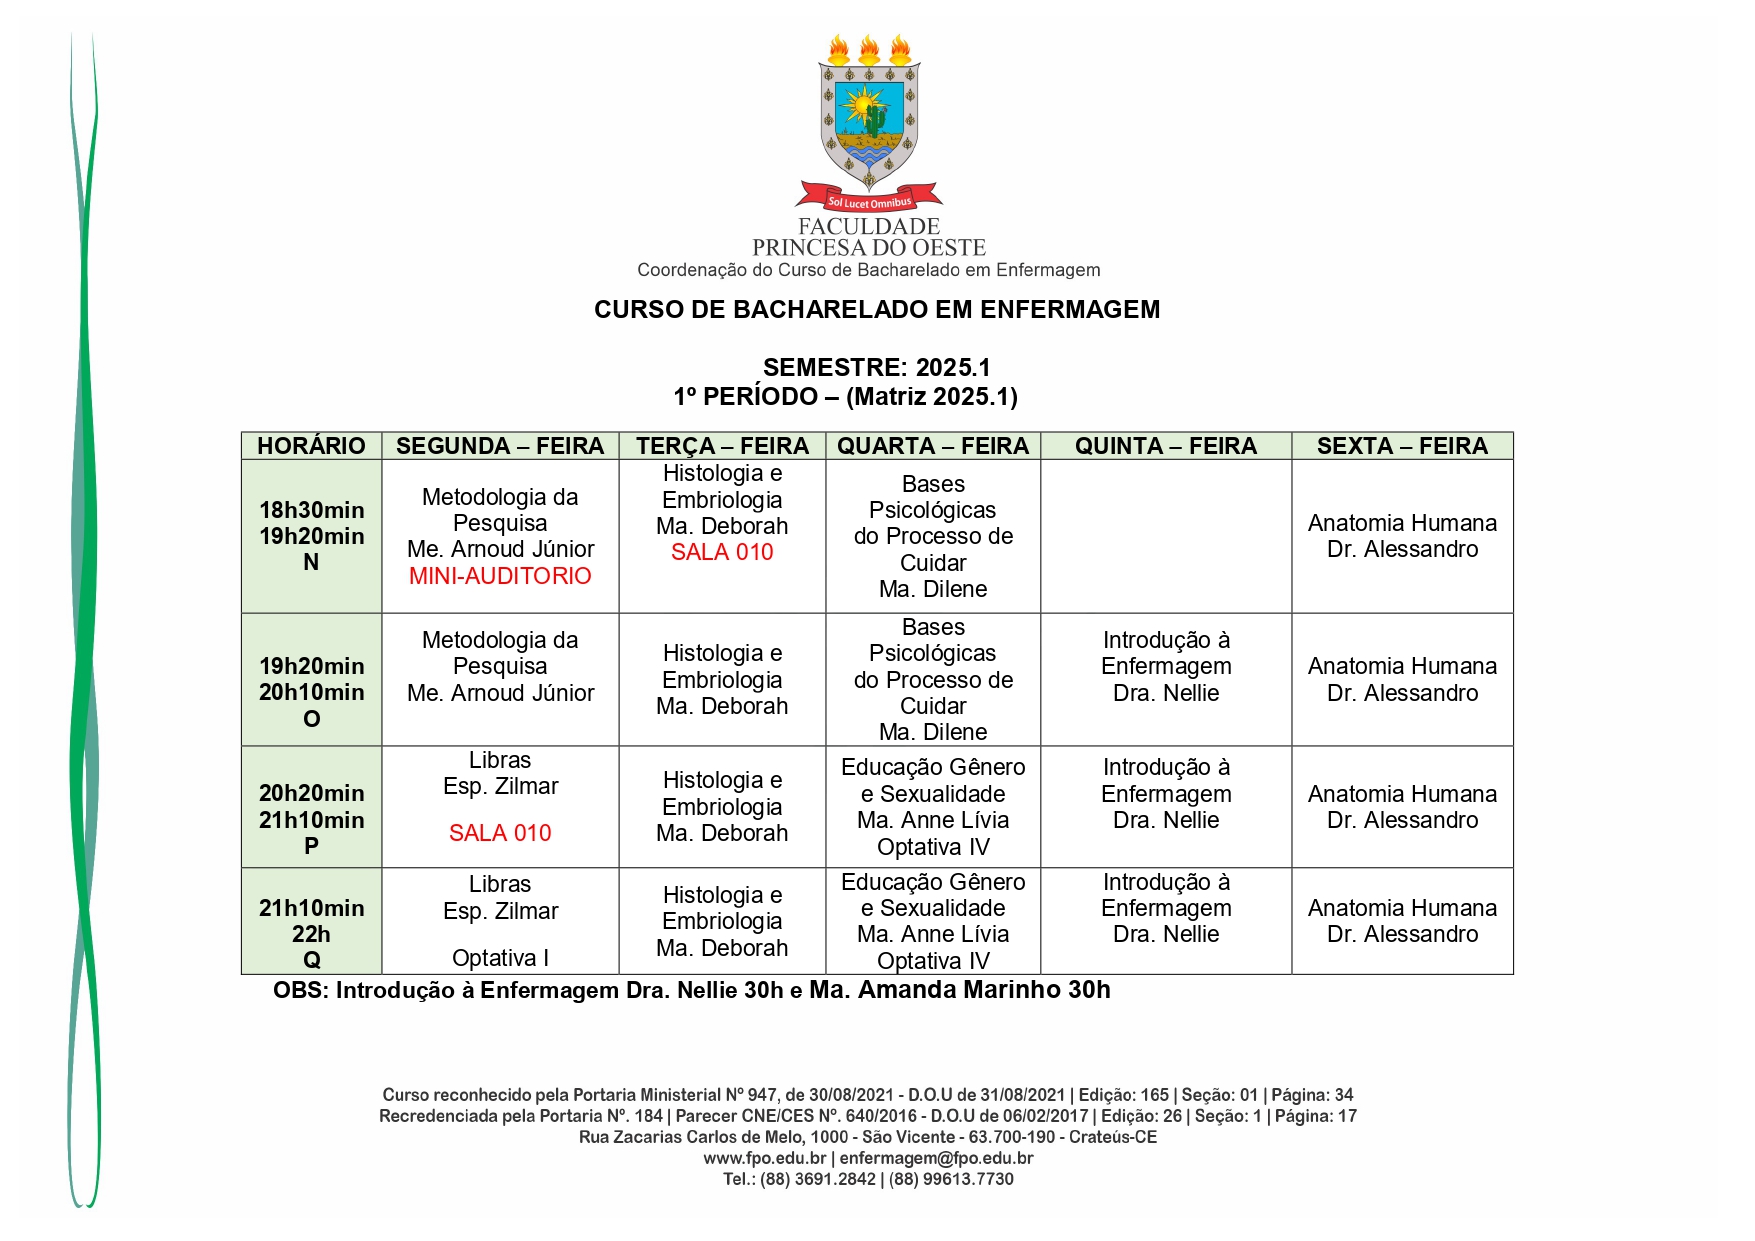 Sol Lucet Omnibus
FACULDADE
PRINCESA DO OESTE
Coordenação do Curso de Bacharelado em Enfermagem
CURSO DE BACHARELADO EM ENFERMAGEM
SEMESTRE: 2025.1
1º PERÍODO – (Matriz 2025.1)
HORÁRIO
SEGUNDA – FEIRA
TERÇA – FEIRA
QUARTA – FEIRA
QUINTA – FEIRA
SEXTA – FEIRA
18h30min
19h20min
N
Metodologia da
Pesquisa
Me. Arnoud Júnior
MINI-AUDITORIO
Histologia e
Embriologia
Ma. Deborah
SALA 010
Bases
Psicológicas
do Processo de
Cuidar
Ma. Dilene
Anatomia Humana
Dr. Alessandro
19h20min
20h10min
O
Metodologia da
Pesquisa
Me. Arnoud Júnior
Histologia e
Embriologia
Ma. Deborah
Bases
Psicológicas
do Processo de
Cuidar
Ma. Dilene
Introdução à
Enfermagem
Dra. Nellie
Anatomia Humana
Dr. Alessandro
20h20min
21h10min
P
Libras
Esp. Zilmar
SALA 010
Histologia e
Embriologia
Ma. Deborah
Educação Gênero
e Sexualidade
Ma. Anne Lívia
Optativa IV
Introdução à
Enfermagem
Dra. Nellie
Anatomia Humana
Dr. Alessandro
21h10min
22h
Q
Libras
Esp. Zilmar
Optativa I
Histologia e
Embriologia
Ma. Deborah
Educação Gênero
e Sexualidade
Ma. Anne Lívia
Optativa IV
Introdução à
Enfermagem
Dra. Nellie
Anatomia Humana
Dr. Alessandro
OBS: Introdução à Enfermagem Dra. Nellie 30h e Ma. Amanda Marinho 30h
Curso reconhecido pela Portaria Ministerial Nº 947, de 30/08/2021 - D.O.U de 31/08/2021 | Edição: 165 | Seção: 01 | Página: 34
Recredenciada pela Portaria Nº. 184 | Parecer CNE/CES Nº. 640/2016 - D.O.U de 06/02/2017 | Edição: 26 | Seção: 1 | Página: 17
Rua Zacarias Carlos de Melo, 1000 - São Vicente - 63.700-190 - Crateús-CE
www.fpo.edu.br | enfermagem@fpo.edu.br
Tel.: (88) 3691.2842 | (88) 99613.7730